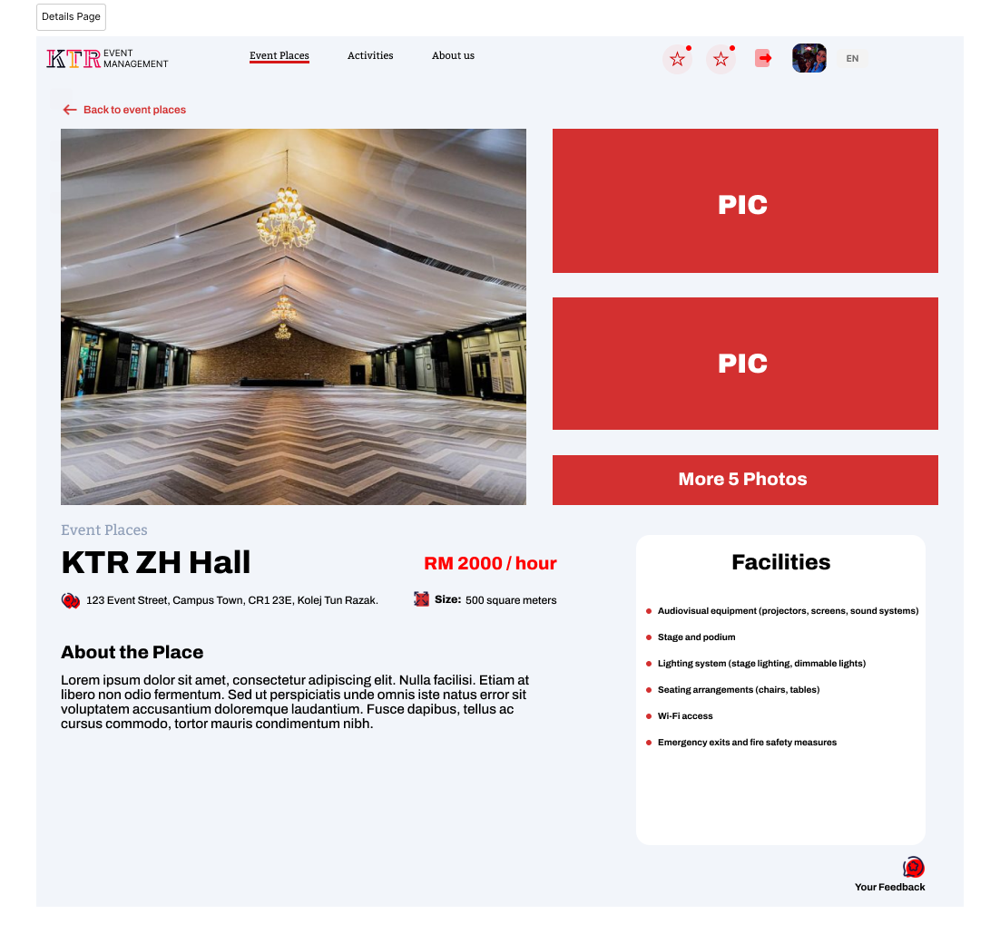 Details Page
KTR
EVENT
MANAGEMENT
Event Places
Activities
About us
EN
Back to event places
PIC
PIC
More 5 Photos
Event Places
KTR ZH Hall
RM 2000 / hour
123 Event Street, Campus Town, CR1 23E, Kolej Tun Razak.
Size: 500 square meters
About the Place
Lorem ipsum dolor sit amet, consectetur adipiscing elit. Nulla facilisi. Etiam at
libero non odio fermentum. Sed ut perspiciatis unde omnis iste natus error sit
voluptatem accusantium doloremque laudantium. Fusce dapibus, tellus ac
cursus commodo, tortor mauris condimentum nibh.
Facilities
Audiovisual equipment (projectors, screens, sound systems)
Stage and podium
Lighting system (stage lighting, dimmable lights)
Seating arrangements (chairs, tables)
Wi-Fi access
Emergency exits and fire safety measures
Your Feedback